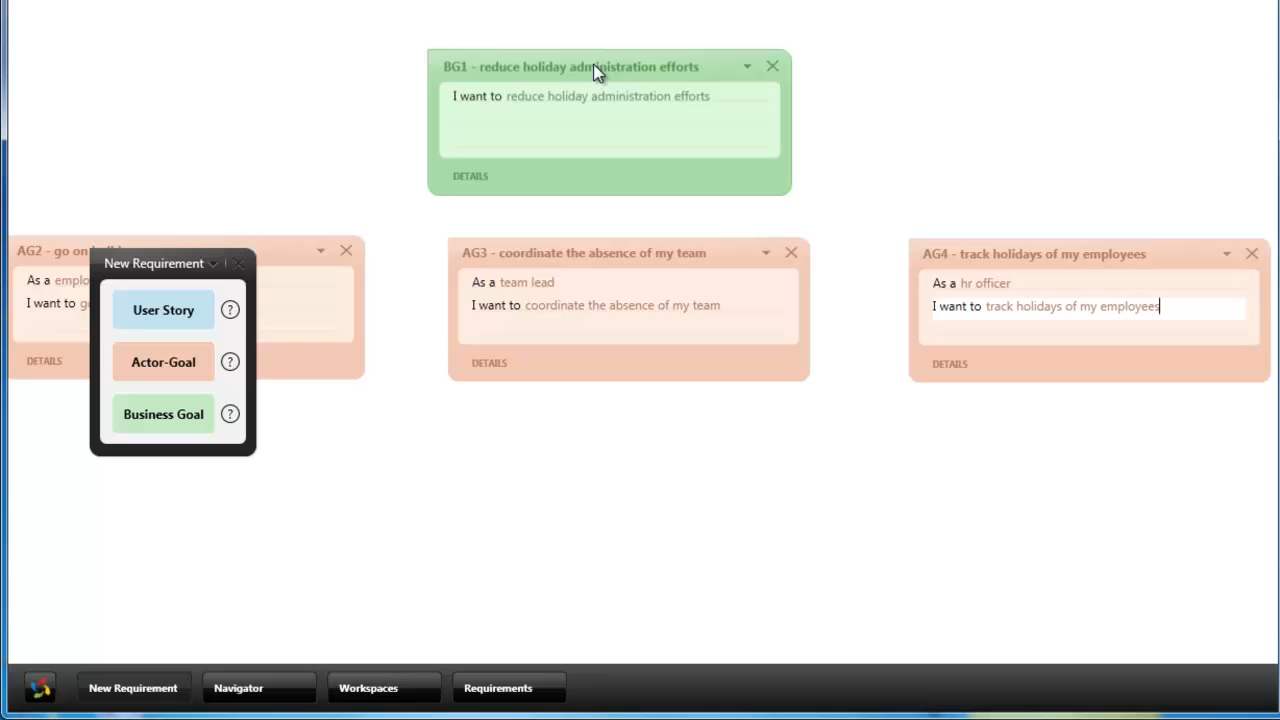 BG1 - reduce holiday administration efforts
I want to reduce holiday administration efforts
DETAILS
AG2 - go on
As a emplo
I want to
DETAILS
New Requirement
User Story ?
Actor-Goal ?
Business Goal ?
AG3 - coordinate the absence of my team
As a team lead
I want to coordinate the absence of my team
DETAILS
AG4 - track holidays of my employees
As a hr officer
I want to track holidays of my employees
DETAILS
New Requirement
Navigator
Workspaces
Requirements